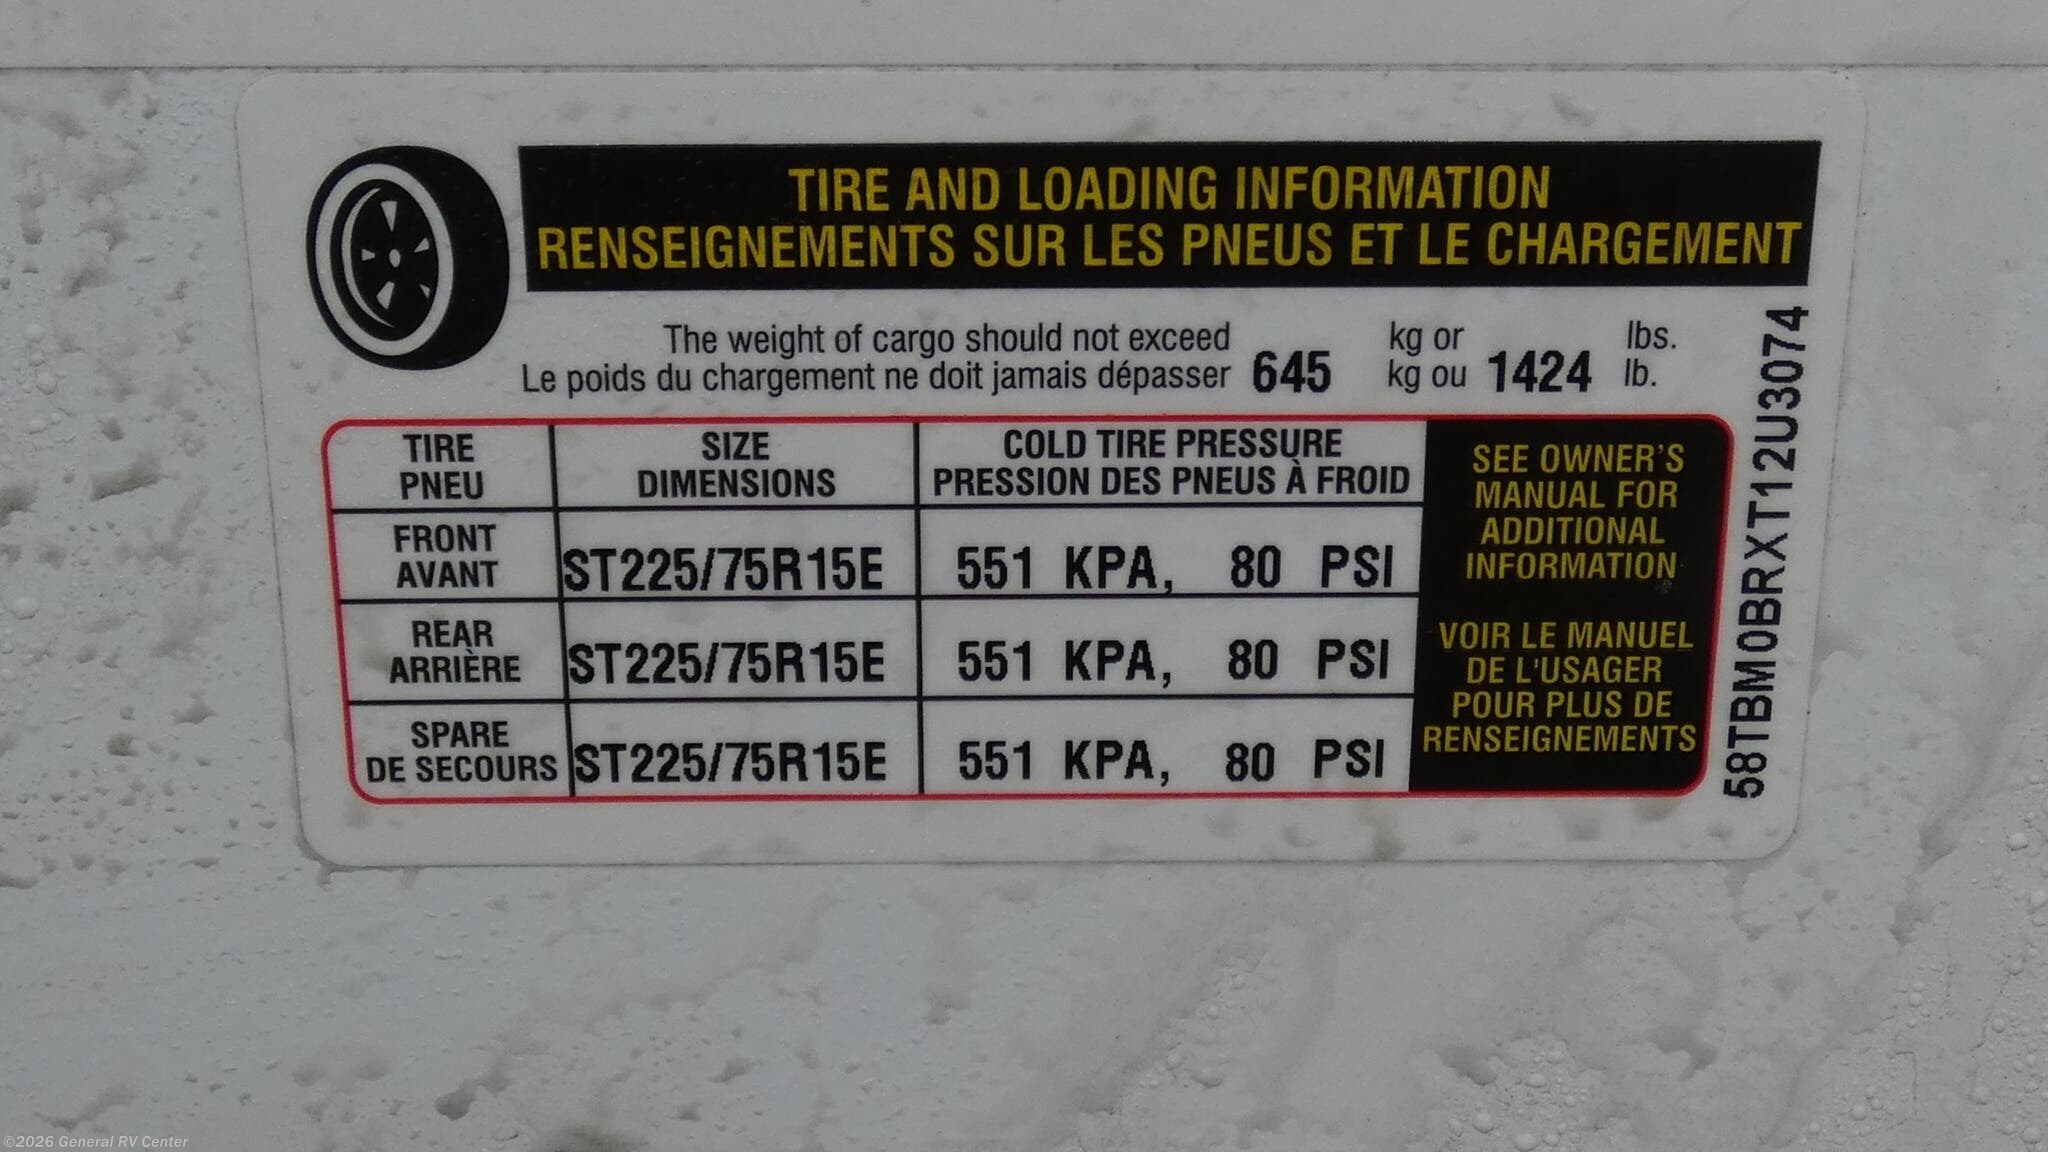 TIRE AND LOADING INFORMATION
RENSEIGNEMENTS SUR LES PNEUS ET LE CHARGEMENT
The weight of cargo should not exceed
Le poids du chargement ne doit jamais dépasser
645
kg or
kg ou
1424
lbs.
lb.
TIRE
PNEU
SIZE
DIMENSIONS
COLD TIRE PRESSURE
PRESSION DES PNEUS À FROID
FRONT
AVANT
ST225/75R15E
551 KPA, 80 PSI
REAR
ARRIÈRE
ST225/75R15E
551 KPA, 80 PSI
SPARE
DE SECOURS
ST225/75R15E
551 KPA, 80 PSI
SEE OWNER'S
MANUAL FOR
ADDITIONAL
INFORMATION
VOIR LE MANUEL
DE L'USAGER
POUR PLUS DE
RENSEIGNEMENTS
58TBM0BRXT12U3074
©2026 General RV Center